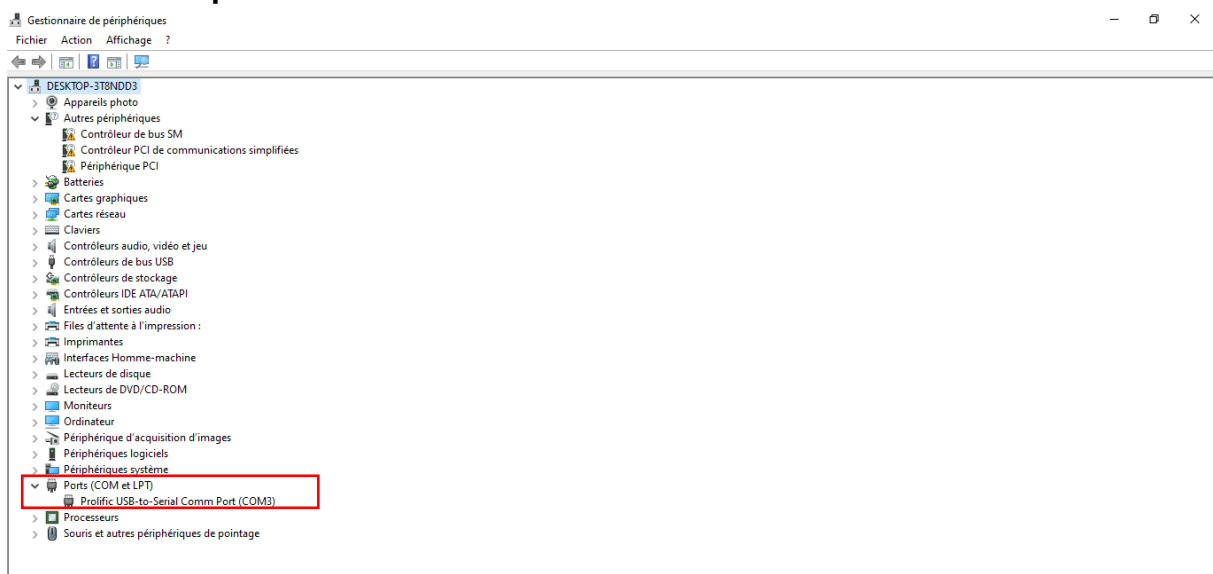 Gestionnaire de périphériques
Fichier Action Affichage ?
DESKTOP-3T8NDD3
Appareils photo
Autres périphériques
Contrôleur de bus SM
Contrôleur PCI de communications simplifiées
Périphérique PCI
Batteries
Cartes graphiques
Cartes réseau
Claviers
Contrôleurs audio, vidéo et jeu
Contrôleurs de bus USB
Contrôleurs de stockage
Contrôleurs IDE ATA/ATAPI
Entrées et sorties audio
Files d'attente à l'impression :
Imprimantes
Interfaces Homme-machine
Lecteurs de disque
Lecteurs de DVD/CD-ROM
Moniteurs
Ordinateur
Périphérique d'acquisition d'images
Périphériques logiciels
Périphériques système
Ports (COM et LPT)
Prolific USB-to-Serial Comm Port (COM3)
Processeurs
Souris et autres périphériques de pointage